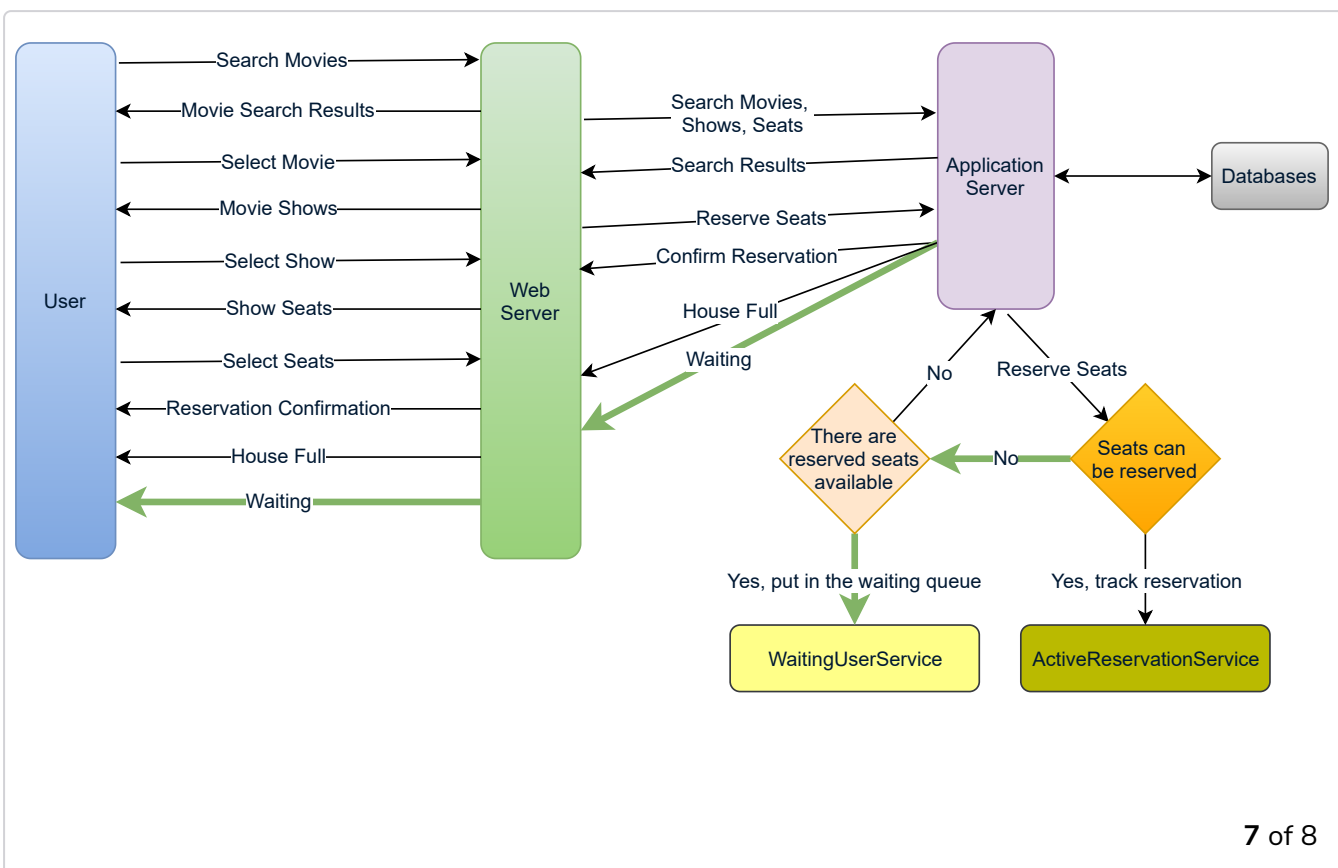 Search Movies
Movie Search Results
Select Movie
Movie Shows
Select Show
Show Seats
Select Seats
Reservation Confirmation
House Full
Waiting
User
Web
Server
Search Movies,
Shows, Seats
Search Results
Reserve Seats
Confirm Reservation
House Full
Waiting
Application
Server
Databases
No
Reserve Seats
There are
reserved seats
available
No
Seats can
be reserved
Yes, put in the waiting queue
Yes, track reservation
WaitingUserService
ActiveReservationService
7 of 8